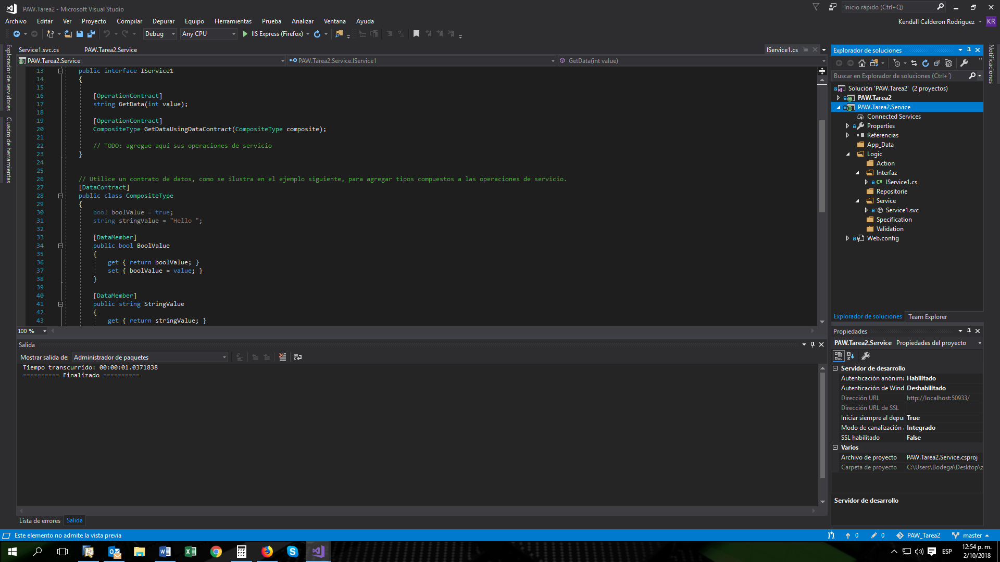 PAW.Tarea2 - Microsoft Visual Studio
Inicio rápido (Ctrl+Q)
Archivo Editar Ver Proyecto Compilar Depurar Equipo Herramientas Prueba Analizar Ventana Ayuda
Kendall Calderon Rodriguez KR
Debug Any CPU IIS Express (Firefox)
Explorador de servidores
Cuadro de herramientas
Service1.svc.cs PAW.Tarea2.Service IService1.cs
PAW.Tarea2.Service PAW.Tarea2.Service.IService1 GetData(int value)
13 public interface IService1
14 {
15
16 [OperationContract]
17 string GetData(int value);
18
19 [OperationContract]
20 CompositeType GetDataUsingDataContract(CompositeType composite);
21
22 // TODO: agregue aquí sus operaciones de servicio
23 }
24
25
26 // Utilice un contrato de datos, como se ilustra en el ejemplo siguiente, para agregar tipos compuestos a las operaciones de servicio.
27 [DataContract]
28 public class CompositeType
29 {
30 bool boolValue = true;
31 string stringValue = "Hello ";
32
33 [DataMember]
34 public bool BoolValue
35 {
36 get { return boolValue; }
37 set { boolValue = value; }
38 }
39
40 [DataMember]
41 public string StringValue
42 {
43 get { return stringValue; }
100 %
Salida
Mostrar salida de: Administrador de paquetes
Tiempo transcurrido: 00:00:01.0371838
========== Finalizado ==========
Lista de errores Salida
Explorador de soluciones
Buscar en Explorador de soluciones (Ctrl+´)
Solución 'PAW.Tarea2' (2 proyectos)
PAW.Tarea2
PAW.Tarea2.Service
Connected Services
Properties
Referencias
App_Data
Logic
Action
Interfaz
C# IService1.cs
Repositorie
Service
Service1.svc
Specification
Validation
Web.config
Explorador de soluciones Team Explorer
Propiedades
PAW.Tarea2.Service Propiedades del proyecto
Servidor de desarrollo
Autenticación anónima Habilitado
Autenticación de Wind Deshabilitado
Dirección URL http://localhost:50933/
Dirección URL de SSL
Iniciar siempre al depur True
Modo de canalización a Integrado
SSL habilitado False
Varios
Archivo de proyecto PAW.Tarea2.Service.csproj
Carpeta de proyecto C:\Users\Bodega\Desktop\z
Servidor de desarrollo
Notificaciones
Este elemento no admite la vista previa
0 0 PAW_Tarea2 master
ESP
12:54 p. m.
2/10/2018